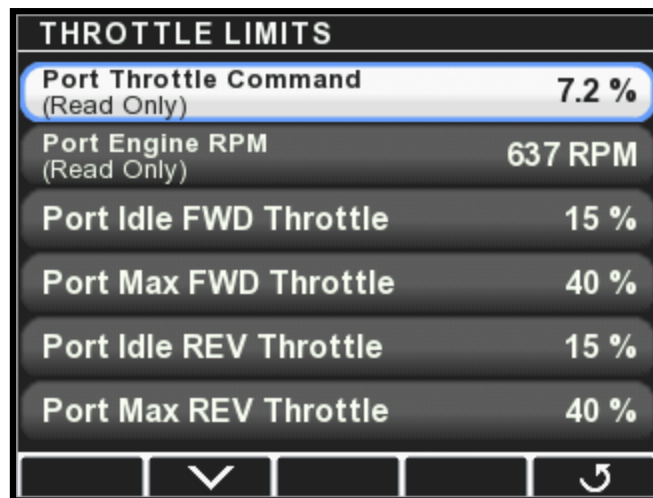 THROTTLE LIMITS
Port Throttle Command
(Read Only)
7.2 %
Port Engine RPM
(Read Only)
637 RPM
Port Idle FWD Throttle 15 %
Port Max FWD Throttle 40 %
Port Idle REV Throttle 15 %
Port Max REV Throttle 40 %